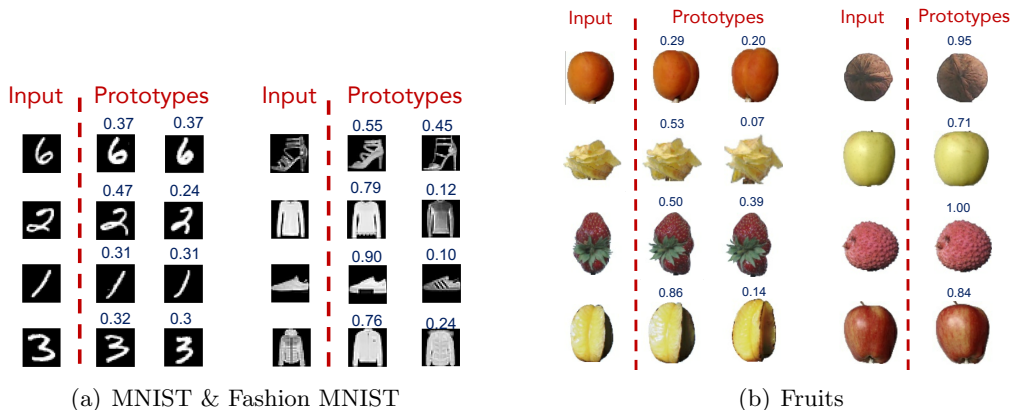 Input Prototypes Input Prototypes
0.37 0.37 0.55 0.45
0.47 0.24 0.79 0.12
0.31 0.31 0.90 0.10
0.32 0.3 0.76 0.24
(a) MNIST & Fashion MNIST
Input Prototypes Input Prototypes
0.29 0.20 0.95
0.53 0.07 0.71
0.50 0.39 1.00
0.86 0.14 0.84
(b) Fruits